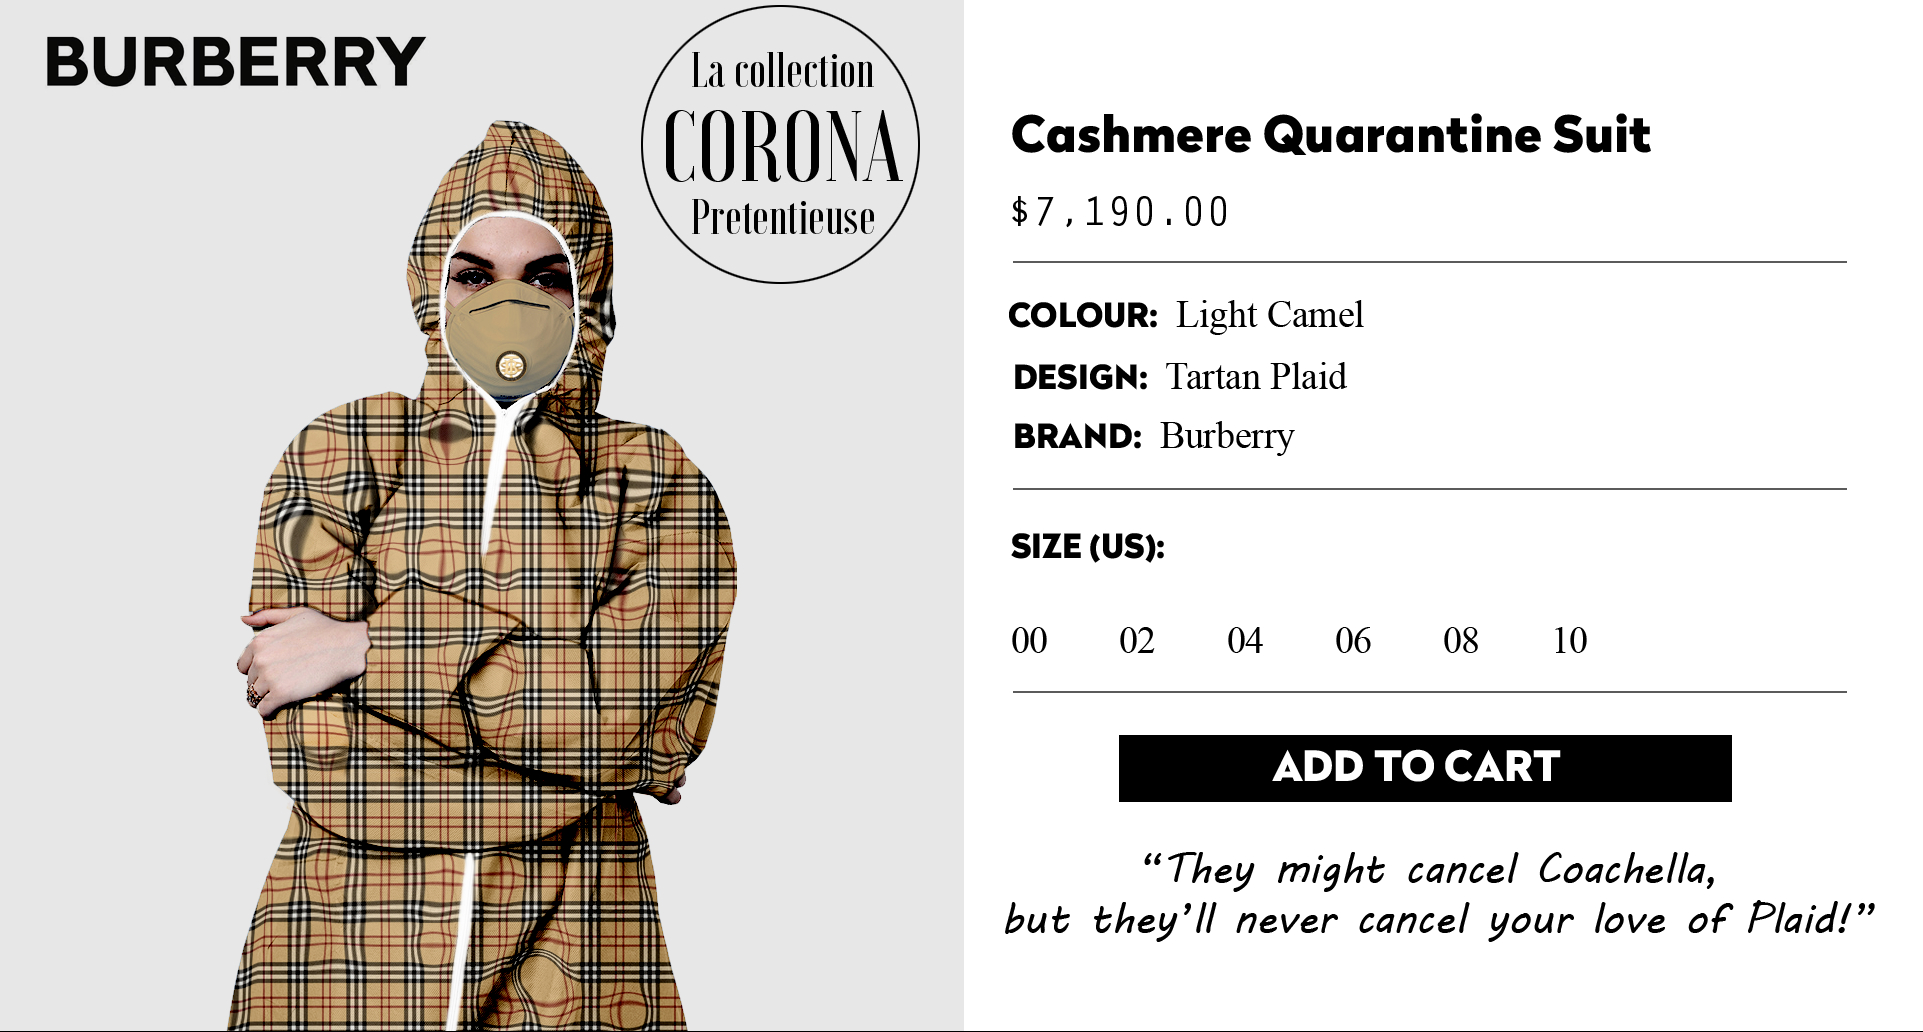 BURBERRY
La collection
CORONA
Pretentieuse
Cashmere Quarantine Suit
$7,190.00
COLOUR: Light Camel
DESIGN: Tartan Plaid
BRAND: Burberry
SIZE (US):
00 02 04 06 08 10
ADD TO CART
“They might cancel Coachella,
but they’ll never cancel your love of Plaid!”